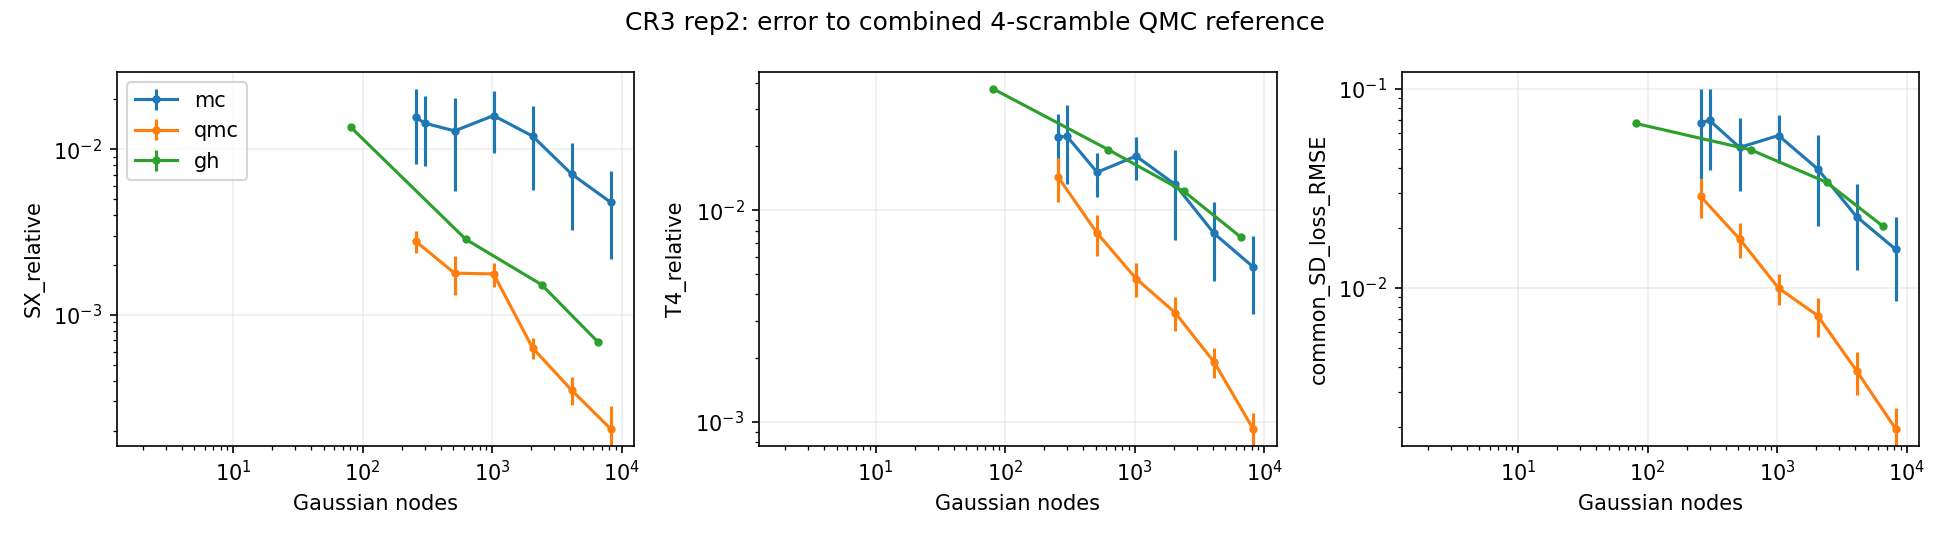 CR3 rep2: error to combined 4-scramble QMC reference
SX_relative
10⁻²
10⁻³
mc
qmc
gh
10¹ 10² 10³ 10⁴
Gaussian nodes
T4_relative
10⁻²
10⁻³
10¹ 10² 10³ 10⁴
Gaussian nodes
common_SD_loss_RMSE
10⁻¹
10⁻²
10¹ 10² 10³ 10⁴
Gaussian nodes